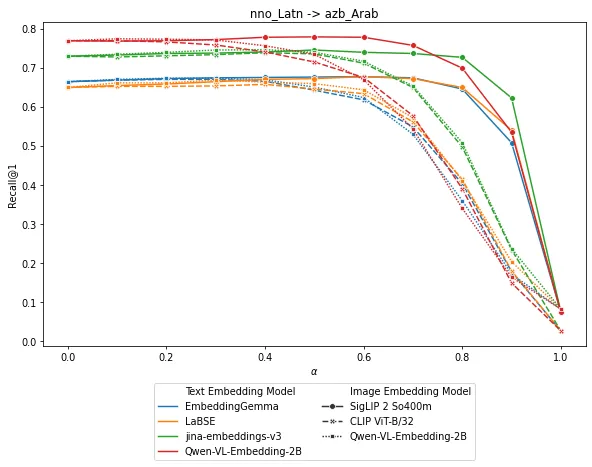 nno_Latn -> azb_Arab
Recall@1
0.8
0.7
0.6
0.5
0.4
0.3
0.2
0.1
0.0
0.0 0.2 0.4 0.6 0.8 1.0
α
Text Embedding Model
EmbeddingGemma
LaBSE
jina-embeddings-v3
Qwen-VL-Embedding-2B
Image Embedding Model
SigLIP 2 So400m
CLIP ViT-B/32
Qwen-VL-Embedding-2B